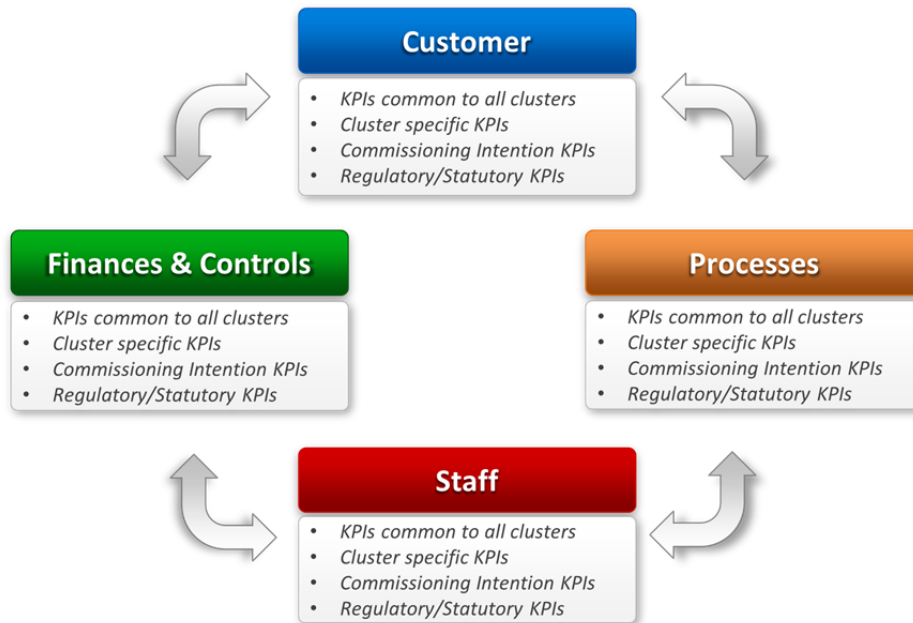 Customer
• KPIs common to all clusters
• Cluster specific KPIs
• Commissioning Intention KPIs
• Regulatory/Statutory KPIs
Finances & Controls
• KPIs common to all clusters
• Cluster specific KPIs
• Commissioning Intention KPIs
• Regulatory/Statutory KPIs
Processes
• KPIs common to all clusters
• Cluster specific KPIs
• Commissioning Intention KPIs
• Regulatory/Statutory KPIs
Staff
• KPIs common to all clusters
• Cluster specific KPIs
• Commissioning Intention KPIs
• Regulatory/Statutory KPIs